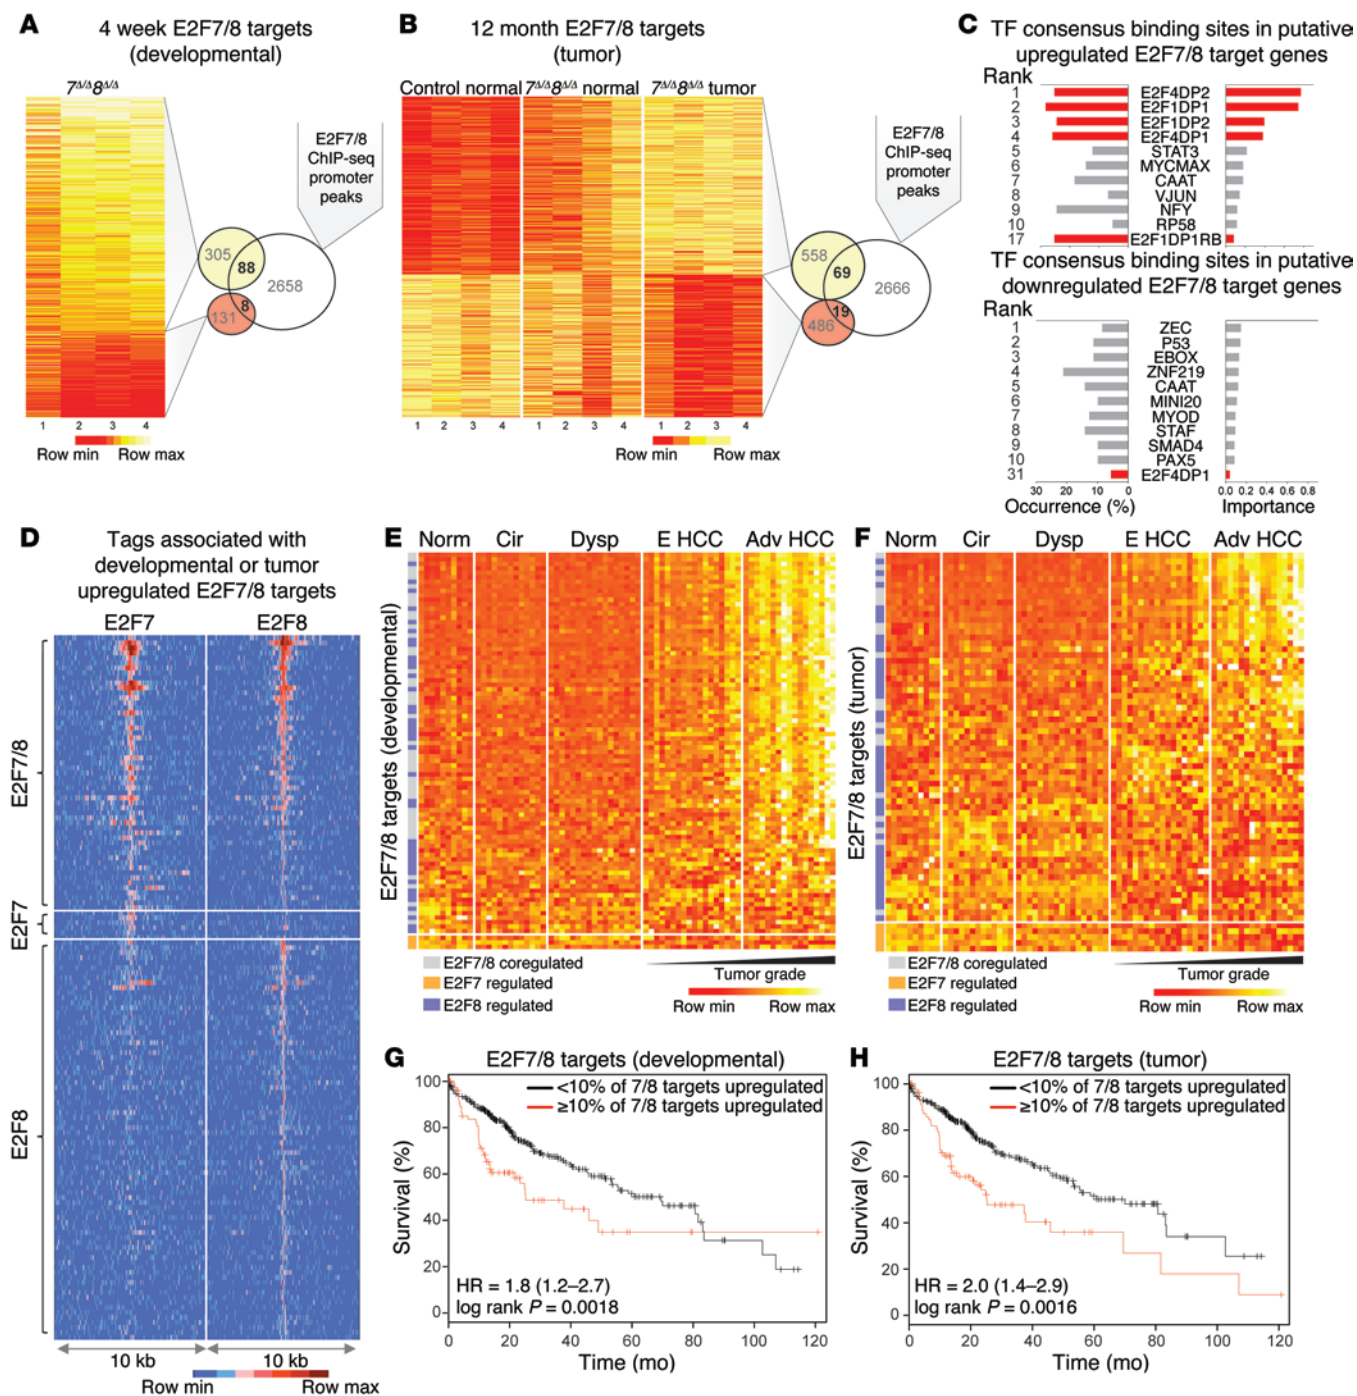 A
4 week E2F7/8 targets
(developmental)
7Δ/Δ8Δ/Δ
E2F7/8
ChIP-seq
promoter
peaks
305
88
2658
8
131
1 2 3 4
Row min Row max
B
12 month E2F7/8 targets
(tumor)
Control normal 7Δ/Δ8Δ/Δ normal 7Δ/Δ8Δ/Δ tumor
E2F7/8
ChIP-seq
promoter
peaks
558
69
2666
19
486
1 2 3 4 1 2 3 4 1 2 3 4
Row min Row max
C
TF consensus binding sites in putative
upregulated E2F7/8 target genes
Rank
1 E2F4DP2
2 E2F1DP1
3 E2F1DP2
4 E2F4DP1
5 STAT3
6 MYCMAX
7 CAAT
8 VJUN
9 NFY
10 RP58
17 E2F1DP1RB
TF consensus binding sites in putative
downregulated E2F7/8 target genes
Rank
1 ZEC
2 P53
3 EBOX
4 ZNF219
5 CAAT
6 MINI20
7 MYOD
8 STAF
9 SMAD4
10 PAX5
31 E2F4DP1
30 20 10 0 0.0 0.2 0.4 0.6 0.8
Occurrence (%) Importance
D
Tags associated with
developmental or tumor
upregulated E2F7/8 targets
E2F7 E2F8
E2F7/8
E2F7
E2F8
10 kb 10 kb
Row min Row max
E
Norm Cir Dysp E HCC Adv HCC
E2F7/8 targets (developmental)
E2F7/8 coregulated
E2F7 regulated
E2F8 regulated
Tumor grade
Row min Row max
F
Norm Cir Dysp E HCC Adv HCC
E2F7/8 targets (tumor)
E2F7/8 coregulated
E2F7 regulated
E2F8 regulated
Tumor grade
Row min Row max
G
E2F7/8 targets (developmental)
<10% of 7/8 targets upregulated
≥10% of 7/8 targets upregulated
Survival (%)
100
80
60
40
20
0
HR = 1.8 (1.2–2.7)
log rank P = 0.0018
0 20 40 60 80 100 120
Time (mo)
H
E2F7/8 targets (tumor)
<10% of 7/8 targets upregulated
≥10% of 7/8 targets upregulated
Survival (%)
100
80
60
40
20
0
HR = 2.0 (1.4–2.9)
log rank P = 0.0016
0 20 40 60 80 100 120
Time (mo)